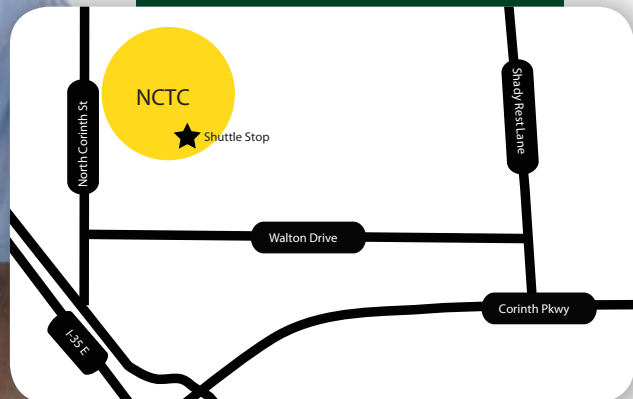 NCTC
Shuttle Stop
North Corinth St
Shady Rest Lane
Walton Drive
Corinth Pkwy
I-35 E